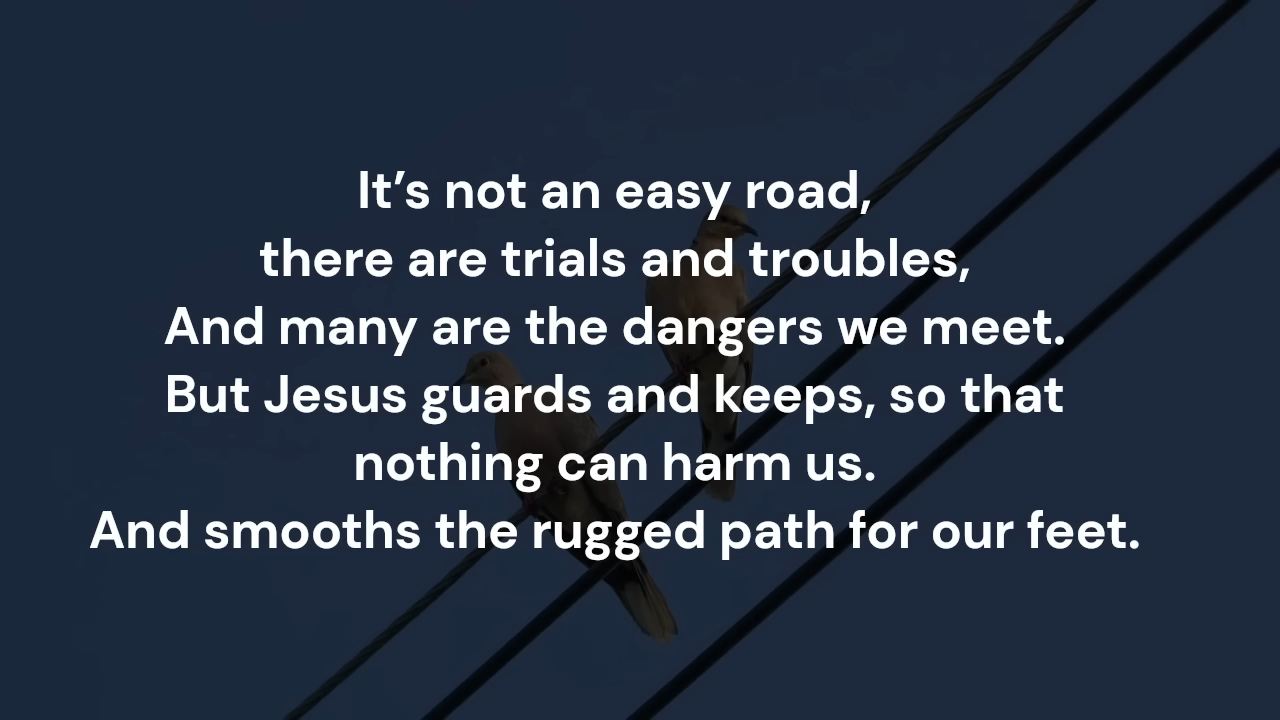 It’s not an easy road,
there are trials and troubles,
And many are the dangers we meet.
But Jesus guards and keeps, so that
nothing can harm us.
And smooths the rugged path for our feet.